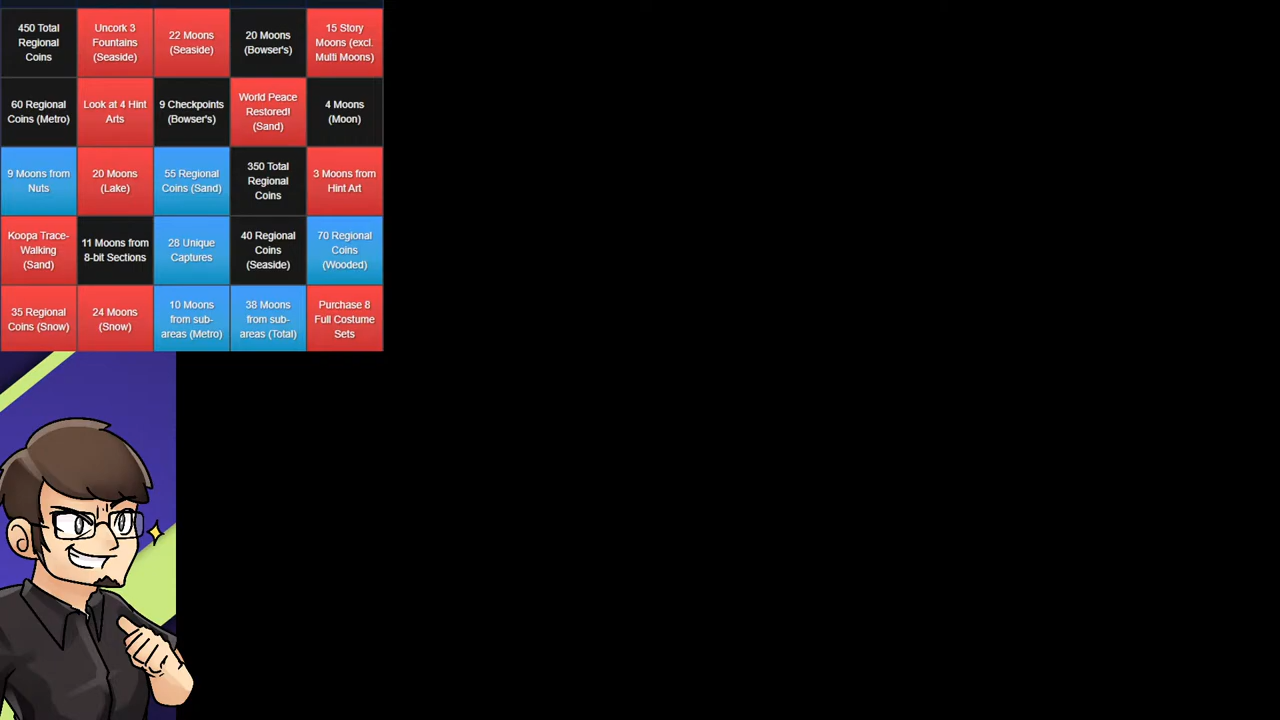 450 Total
Regional
Coins
Uncork 3
Fountains
(Seaside)
22 Moons
(Seaside)
20 Moons
(Bowser's)
15 Story
Moons (excl.
Multi Moons)
60 Regional
Coins (Metro)
Look at 4 Hint
Arts
9 Checkpoints
(Bowser's)
World Peace
Restored!
(Sand)
4 Moons
(Moon)
9 Moons from
Nuts
20 Moons
(Lake)
55 Regional
Coins (Sand)
350 Total
Regional
Coins
3 Moons from
Hint Art
Koopa Trace-
Walking
(Sand)
11 Moons from
8-bit Sections
28 Unique
Captures
40 Regional
Coins
(Seaside)
70 Regional
Coins
(Wooded)
35 Regional
Coins (Snow)
24 Moons
(Snow)
10 Moons
from sub-
areas (Metro)
38 Moons
from sub-
areas (Total)
Purchase 8
Full Costume
Sets